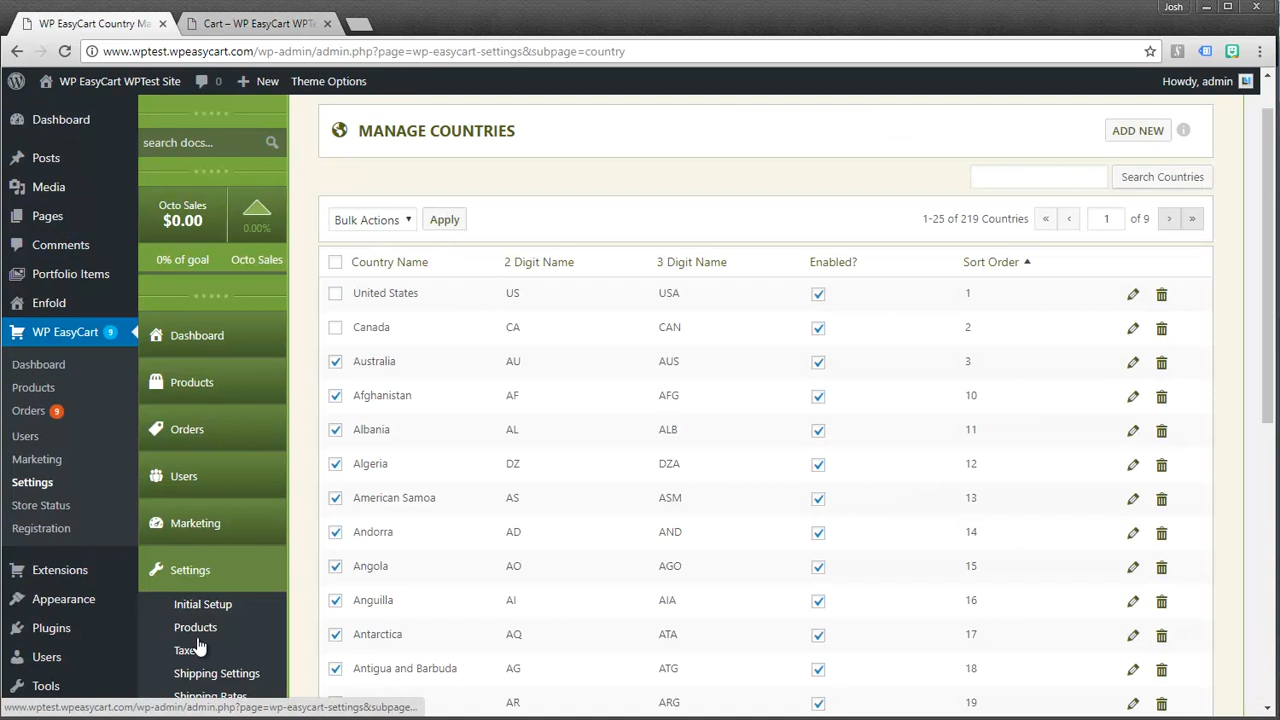 Josh
WP EasyCart Country Ma
Cart – WP EasyCart WPTe
www.wptest.wpeasycart.com/wp-admin/admin.php?page=wp-easycart-settings&subpage=country
WP EasyCart WPTest Site
0
New
Theme Options
Howdy, admin
Dashboard
Posts
Media
Pages
Comments
Portfolio Items
Enfold
WP EasyCart 9
Dashboard
Products
Orders 9
Users
Marketing
Settings
Store Status
Registration
Extensions
Appearance
Plugins
Users
Tools
search docs...
Octo Sales
$0.00
0.00%
0% of goal
Octo Sales
Dashboard
Products
Orders
Users
Marketing
Settings
Initial Setup
Products
Shipping Settings
Shipping Rates
MANAGE COUNTRIES
ADD NEW
Search Countries
Bulk Actions
Apply
1-25 of 219 Countries « ‹ 1 of 9 › »
Country Name 2 Digit Name 3 Digit Name Enabled? Sort Order
United States US USA 1
Canada CA CAN 2
Australia AU AUS 3
Afghanistan AF AFG 10
Albania AL ALB 11
Algeria DZ DZA 12
American Samoa AS ASM 13
Andorra AD AND 14
Angola AO AGO 15
Anguilla AI AIA 16
Antarctica AQ ATA 17
Antigua and Barbuda AG ATG 18
AR ARG 19
www.wptest.wpeasycart.com/wp-admin/admin.php?page=wp-easycart-settings&subpage...